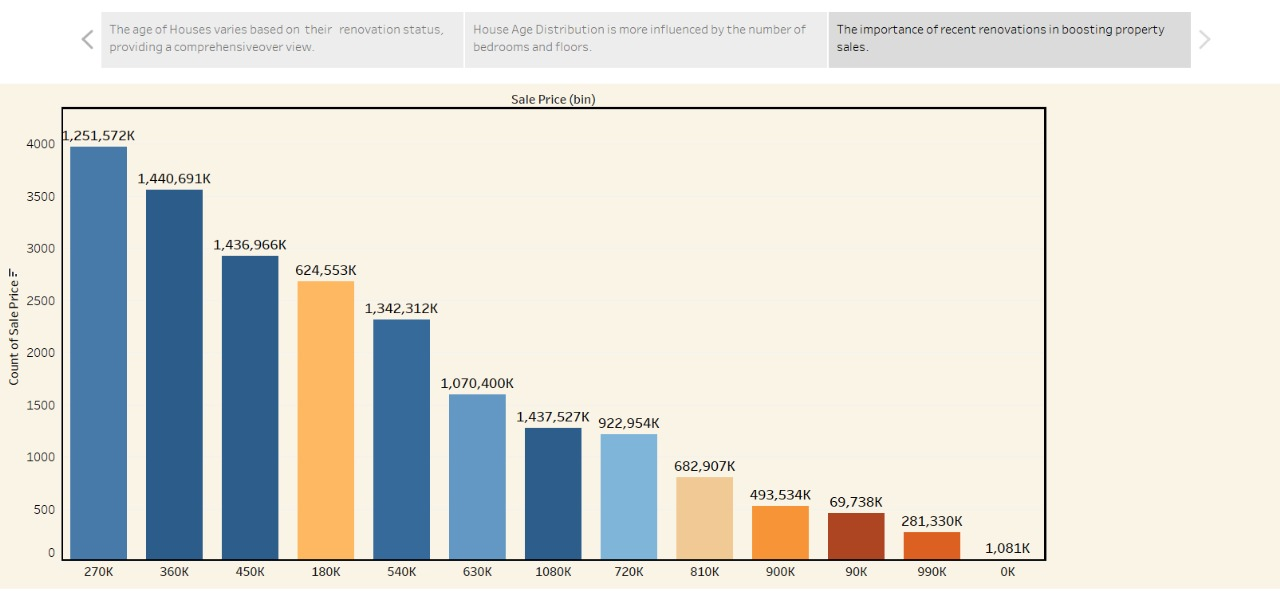 The age of Houses varies based on their renovation status,
providing a comprehensiveover view.
House Age Distribution is more influenced by the number of
bedrooms and floors.
The importance of recent renovations in boosting property
sales.
Sale Price (bin)
Count of Sale Price
4000
3500
3000
2500
2000
1500
1000
500
0
1,251,572K
1,440,691K
1,436,966K
624,553K
1,342,312K
1,070,400K
1,437,527K
922,954K
682,907K
493,534K
69,738K
281,330K
1,081K
270K
360K
450K
180K
540K
630K
1080K
720K
810K
900K
90K
990K
0K